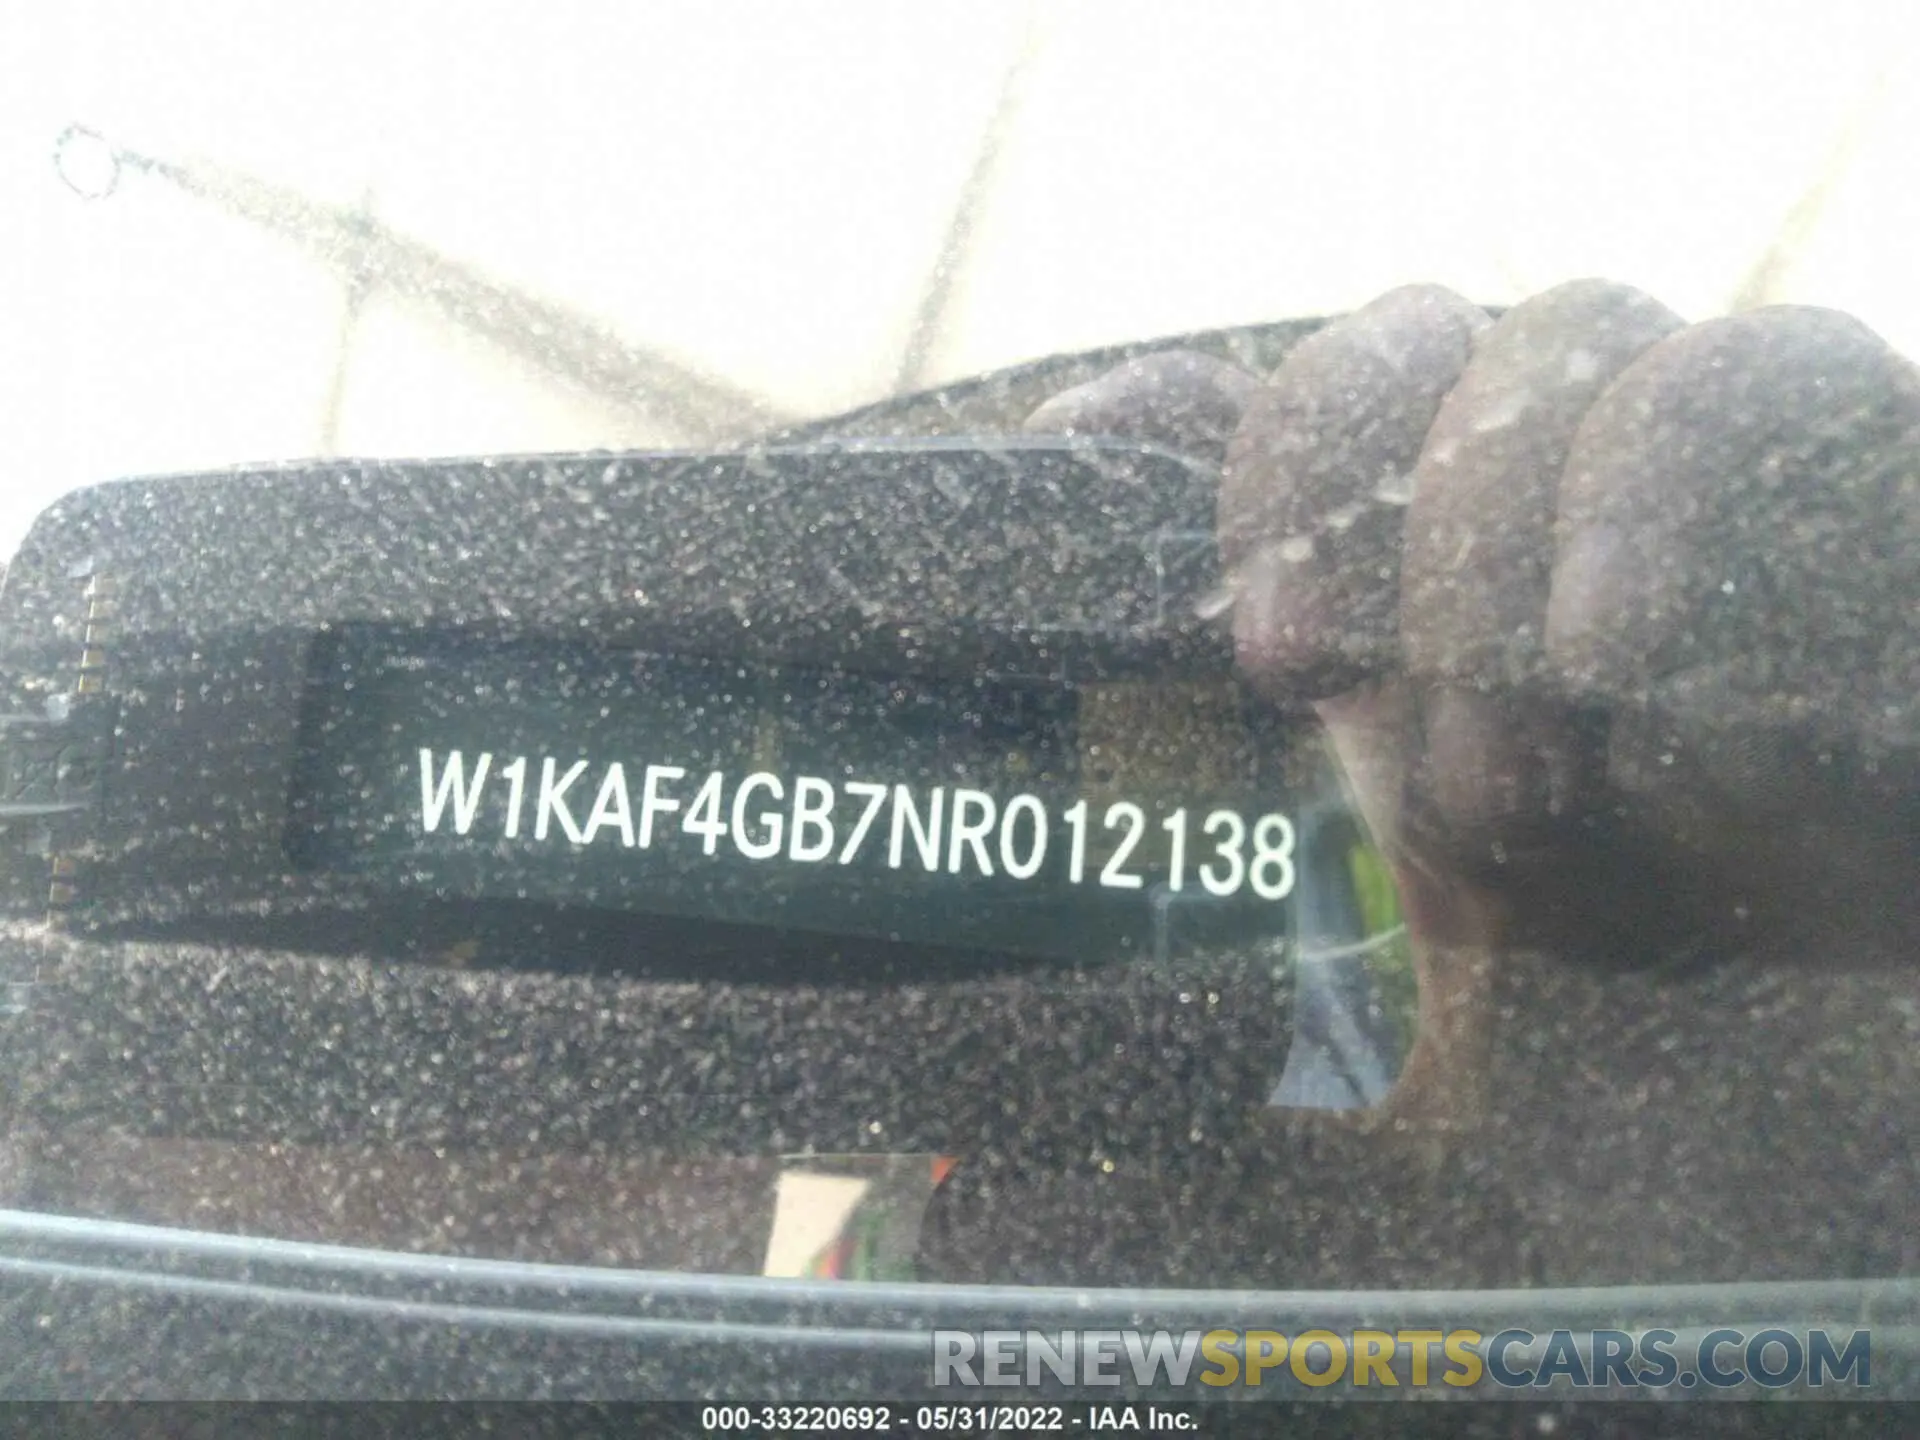 W1KAF4GB7NR012138
RENEWSPORTSCARS.COM
000-33220692 - 05/31/2022 - IAA Inc.